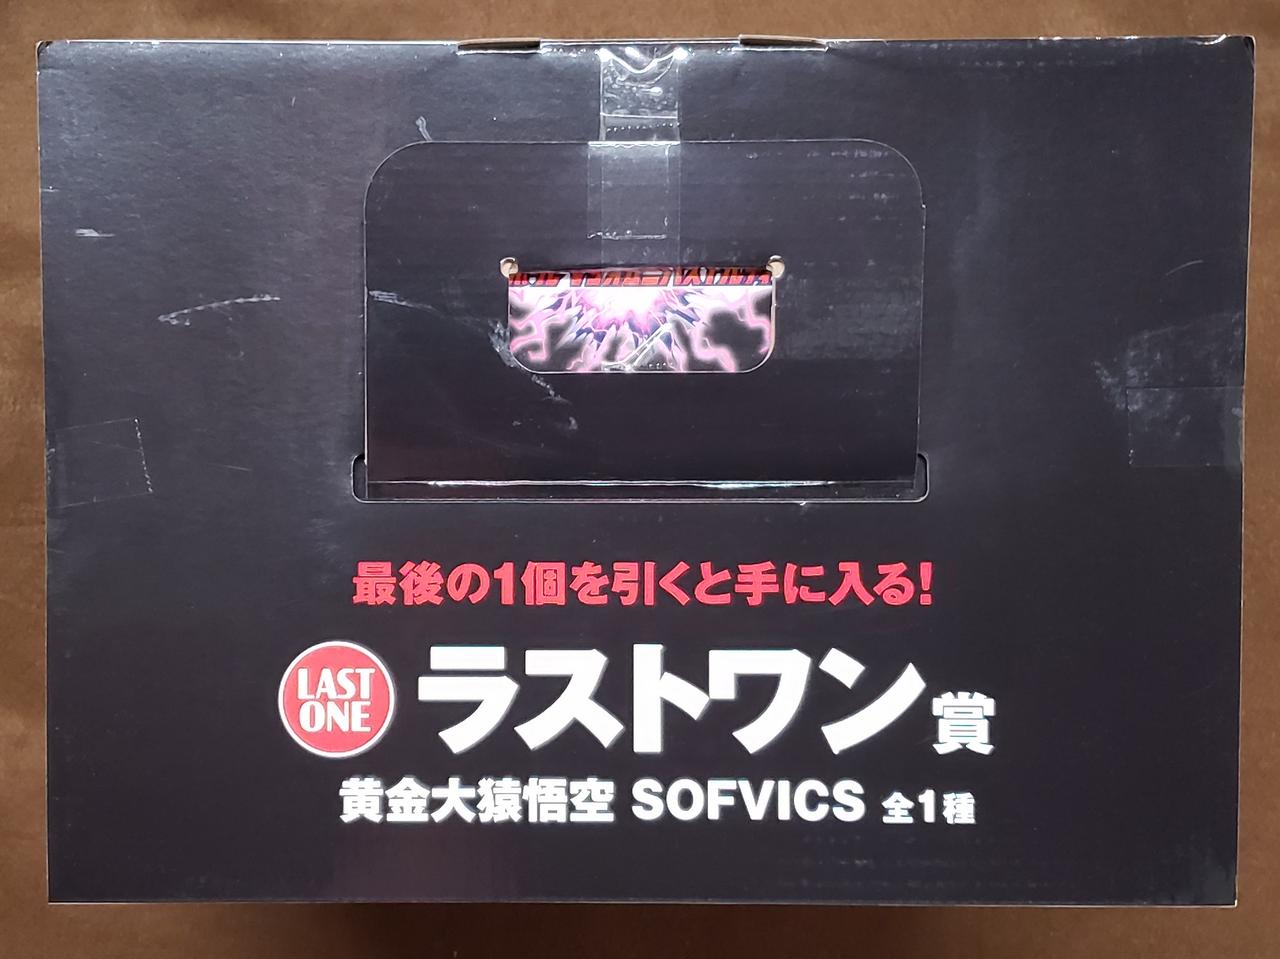 最後の1個を引くと手に入る!
LAST
ONE
ラストワン賞
黄金大猿悟空 SOFVICS 全1種